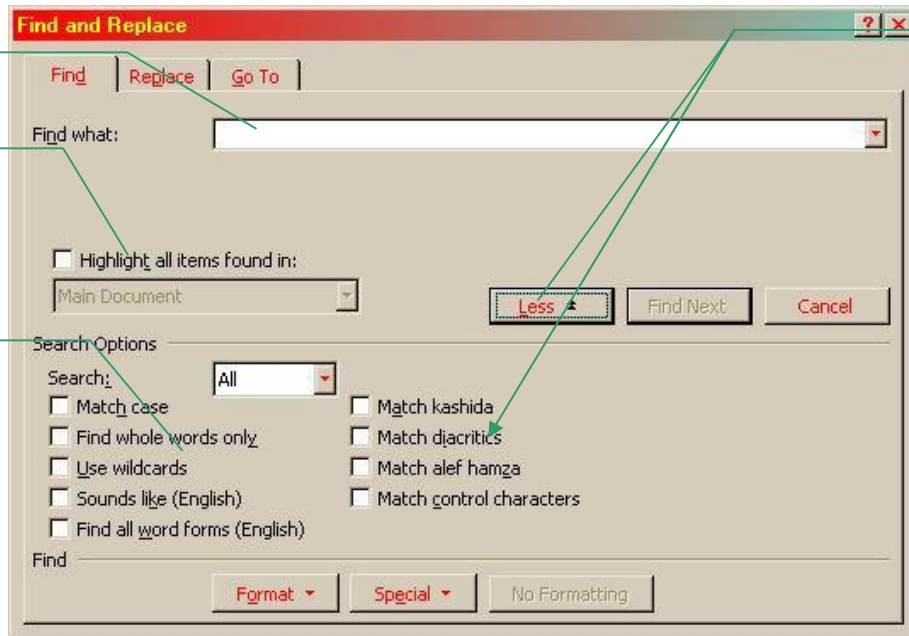 Find and Replace
Find Replace Go To
Find what:
Highlight all items found in:
Main Document
Less Find Next Cancel
Search Options
Search: All
Match case Match kashida
Find whole words only Match diacritics
Use wildcards Match alef hamza
Sounds like (English) Match control characters
Find all word forms (English)
Find
Format Special No Formatting